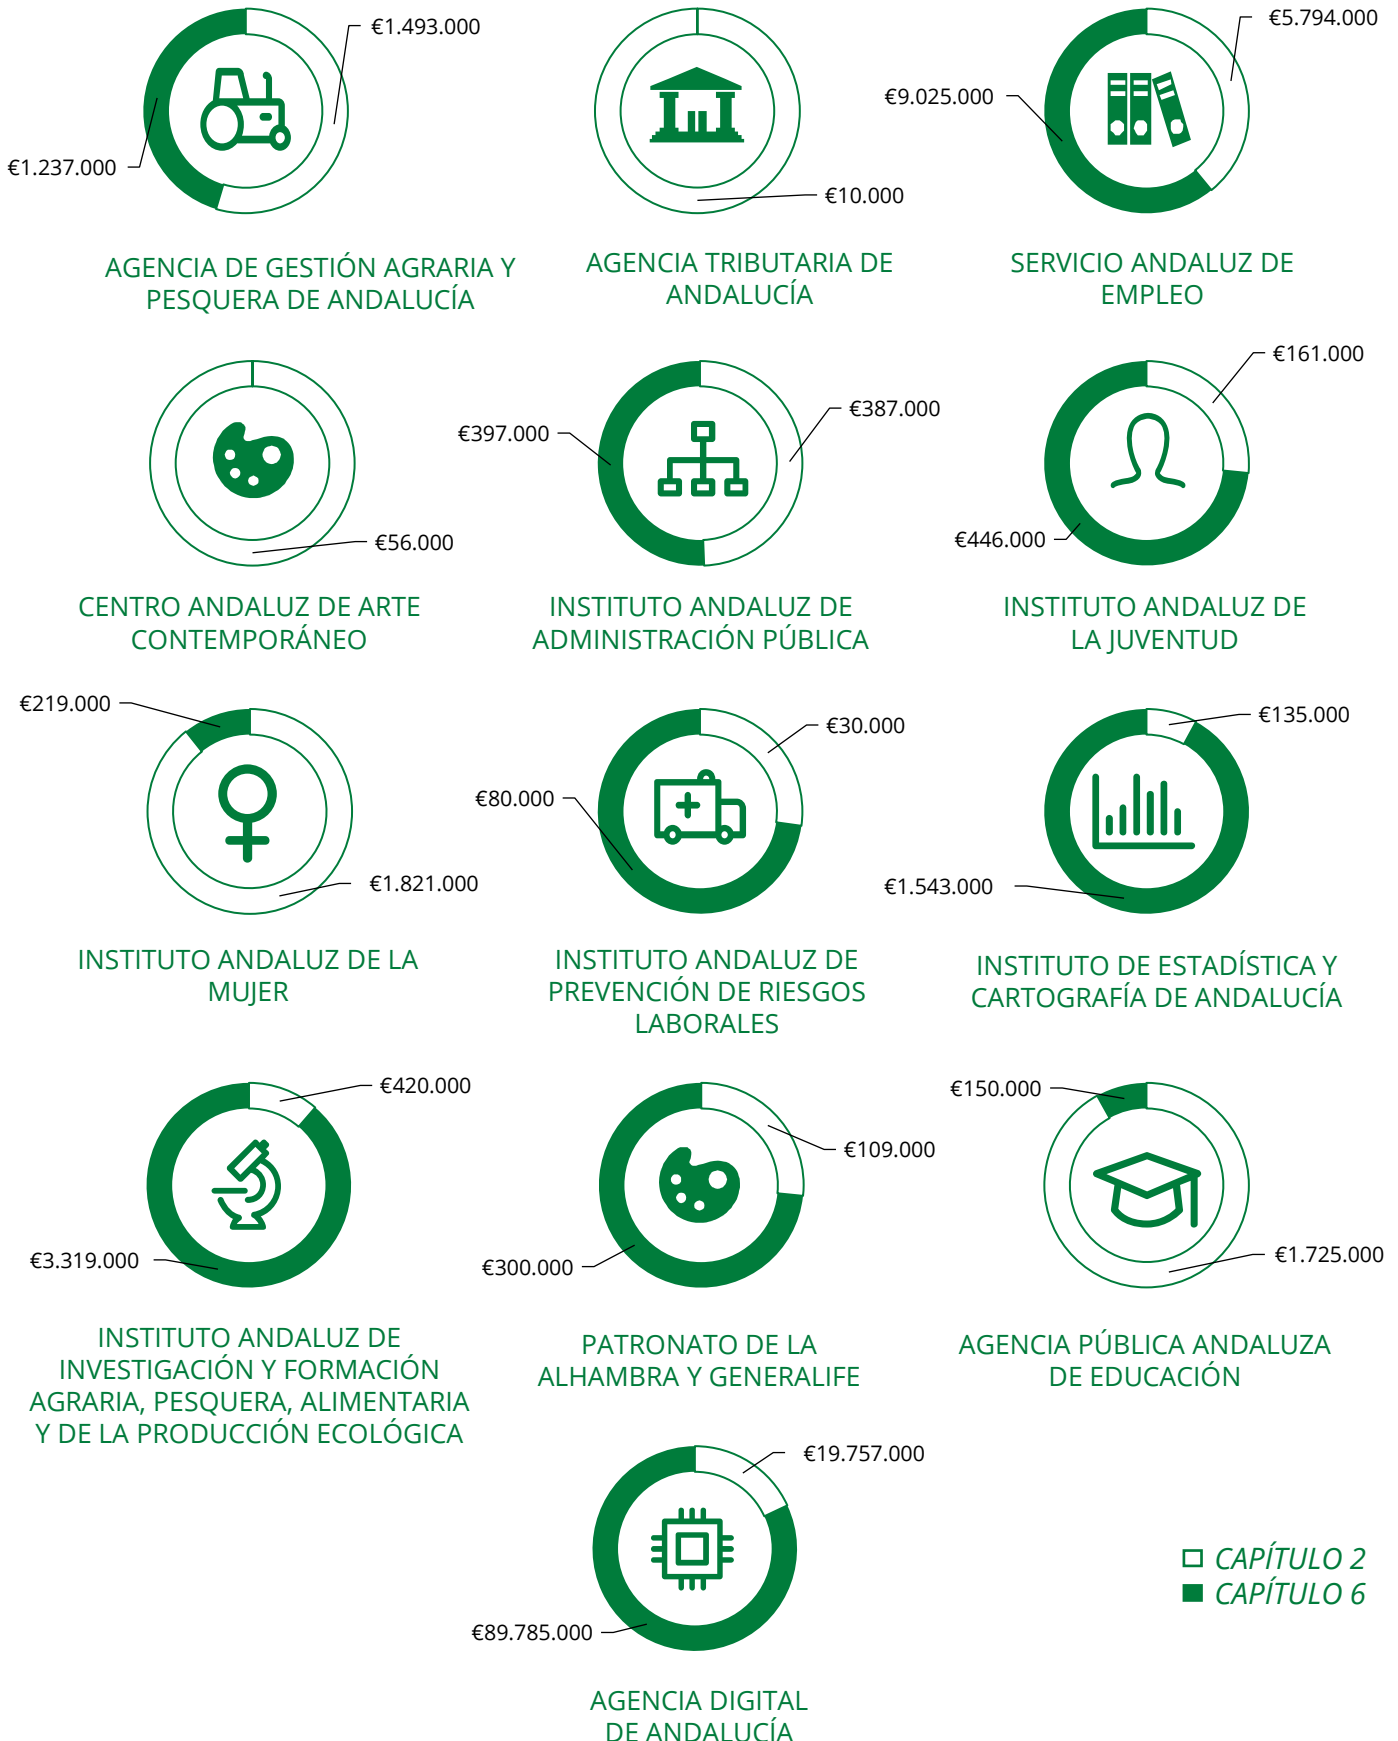 €1.493.000
€1.237.000
AGENCIA DE GESTIÓN AGRARIA Y
PESQUERA DE ANDALUCÍA
€10.000
AGENCIA TRIBUTARIA DE
ANDALUCÍA
€5.794.000
€9.025.000
SERVICIO ANDALUZ DE
EMPLEO
€56.000
CENTRO ANDALUZ DE ARTE
CONTEMPORÁNEO
€387.000
€397.000
INSTITUTO ANDALUZ DE
ADMINISTRACIÓN PÚBLICA
€161.000
€446.000
INSTITUTO ANDALUZ DE
LA JUVENTUD
€219.000
€1.821.000
INSTITUTO ANDALUZ DE LA
MUJER
€30.000
€80.000
INSTITUTO ANDALUZ DE
PREVENCIÓN DE RIESGOS
LABORALES
€135.000
€1.543.000
INSTITUTO DE ESTADÍSTICA Y
CARTOGRAFÍA DE ANDALUCÍA
€420.000
€3.319.000
INSTITUTO ANDALUZ DE
INVESTIGACIÓN Y FORMACIÓN
AGRARIA, PESQUERA, ALIMENTARIA
Y DE LA PRODUCCIÓN ECOLÓGICA
€109.000
€300.000
PATRONATO DE LA
ALHAMBRA Y GENERALIFE
€150.000
€1.725.000
AGENCIA PÚBLICA ANDALUZA
DE EDUCACIÓN
€19.757.000
€89.785.000
AGENCIA DIGITAL
DE ANDALUCÍA
CAPÍTULO 2
CAPÍTULO 6